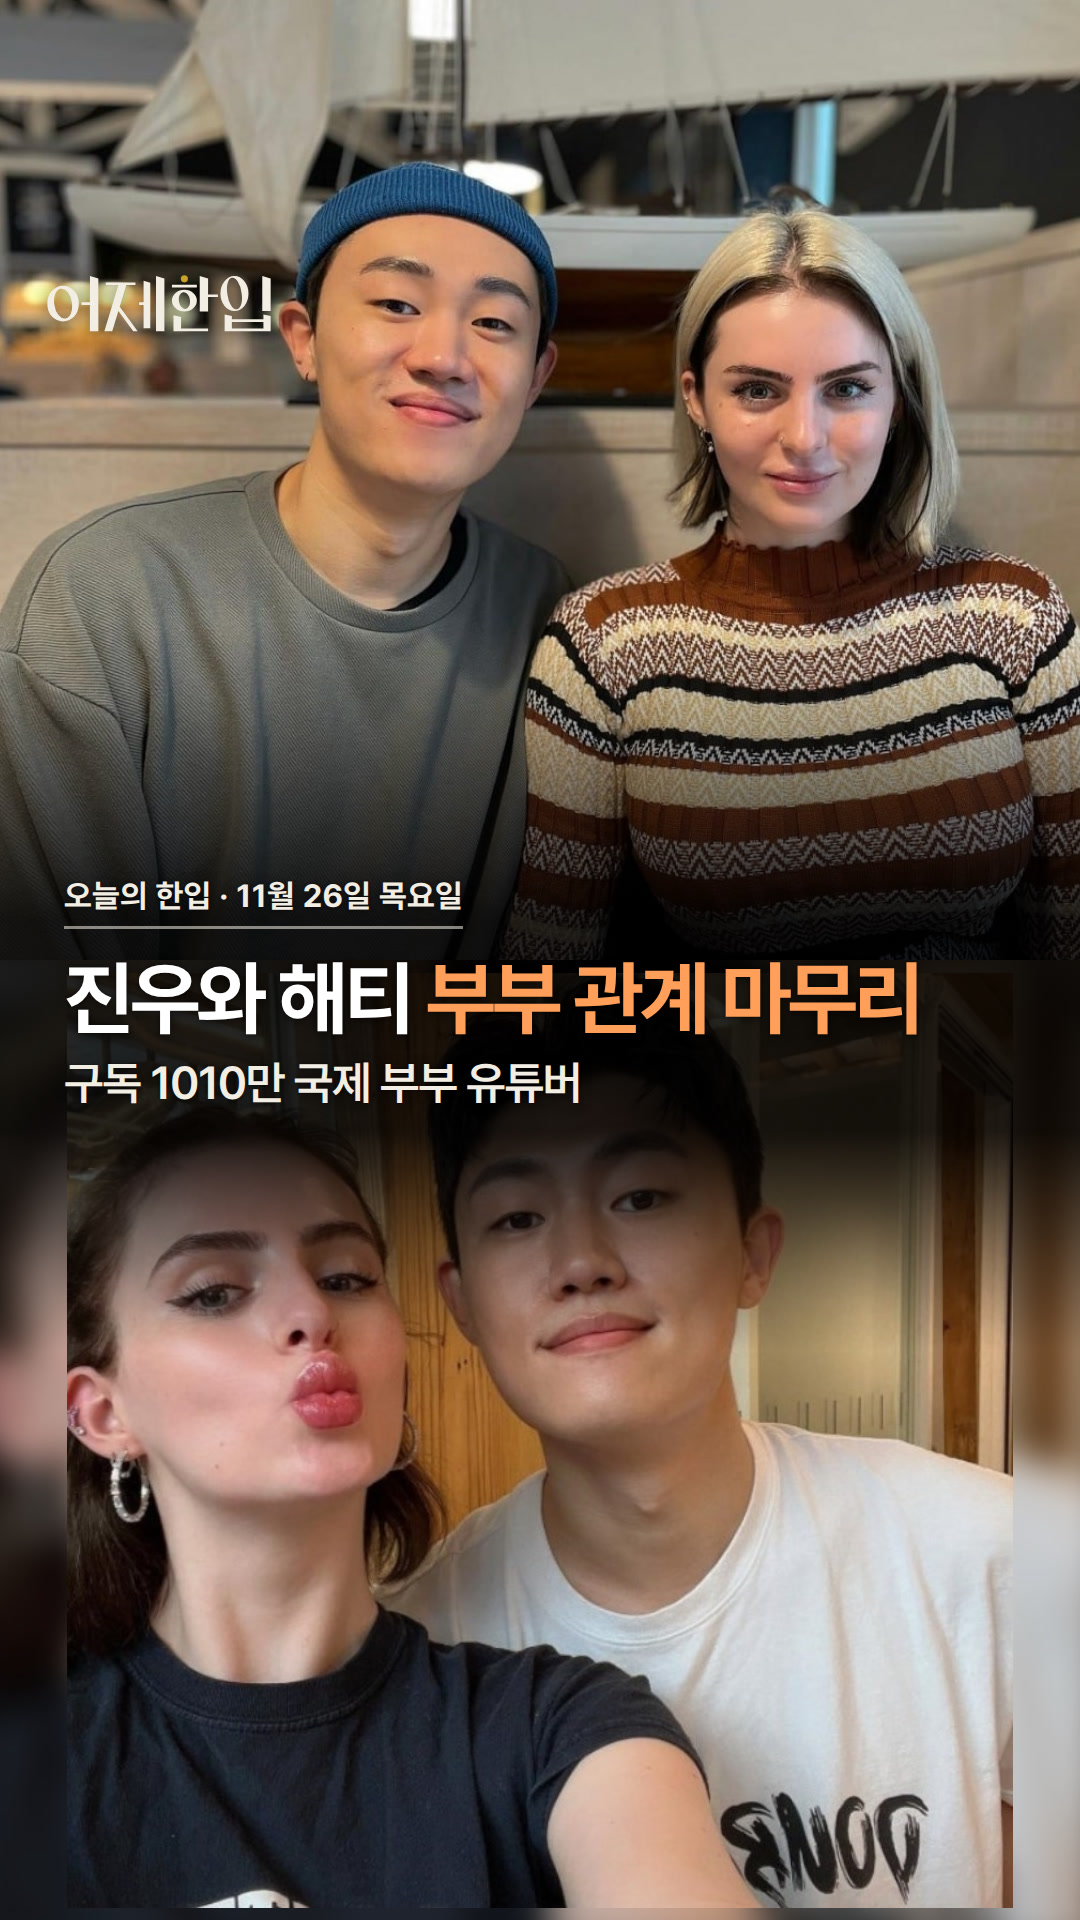 어제한입
오늘의 한입 · 11월 26일 목요일
진우와 해티 부부 관계 마무리
구독 1010만 국제 부부 유튜버